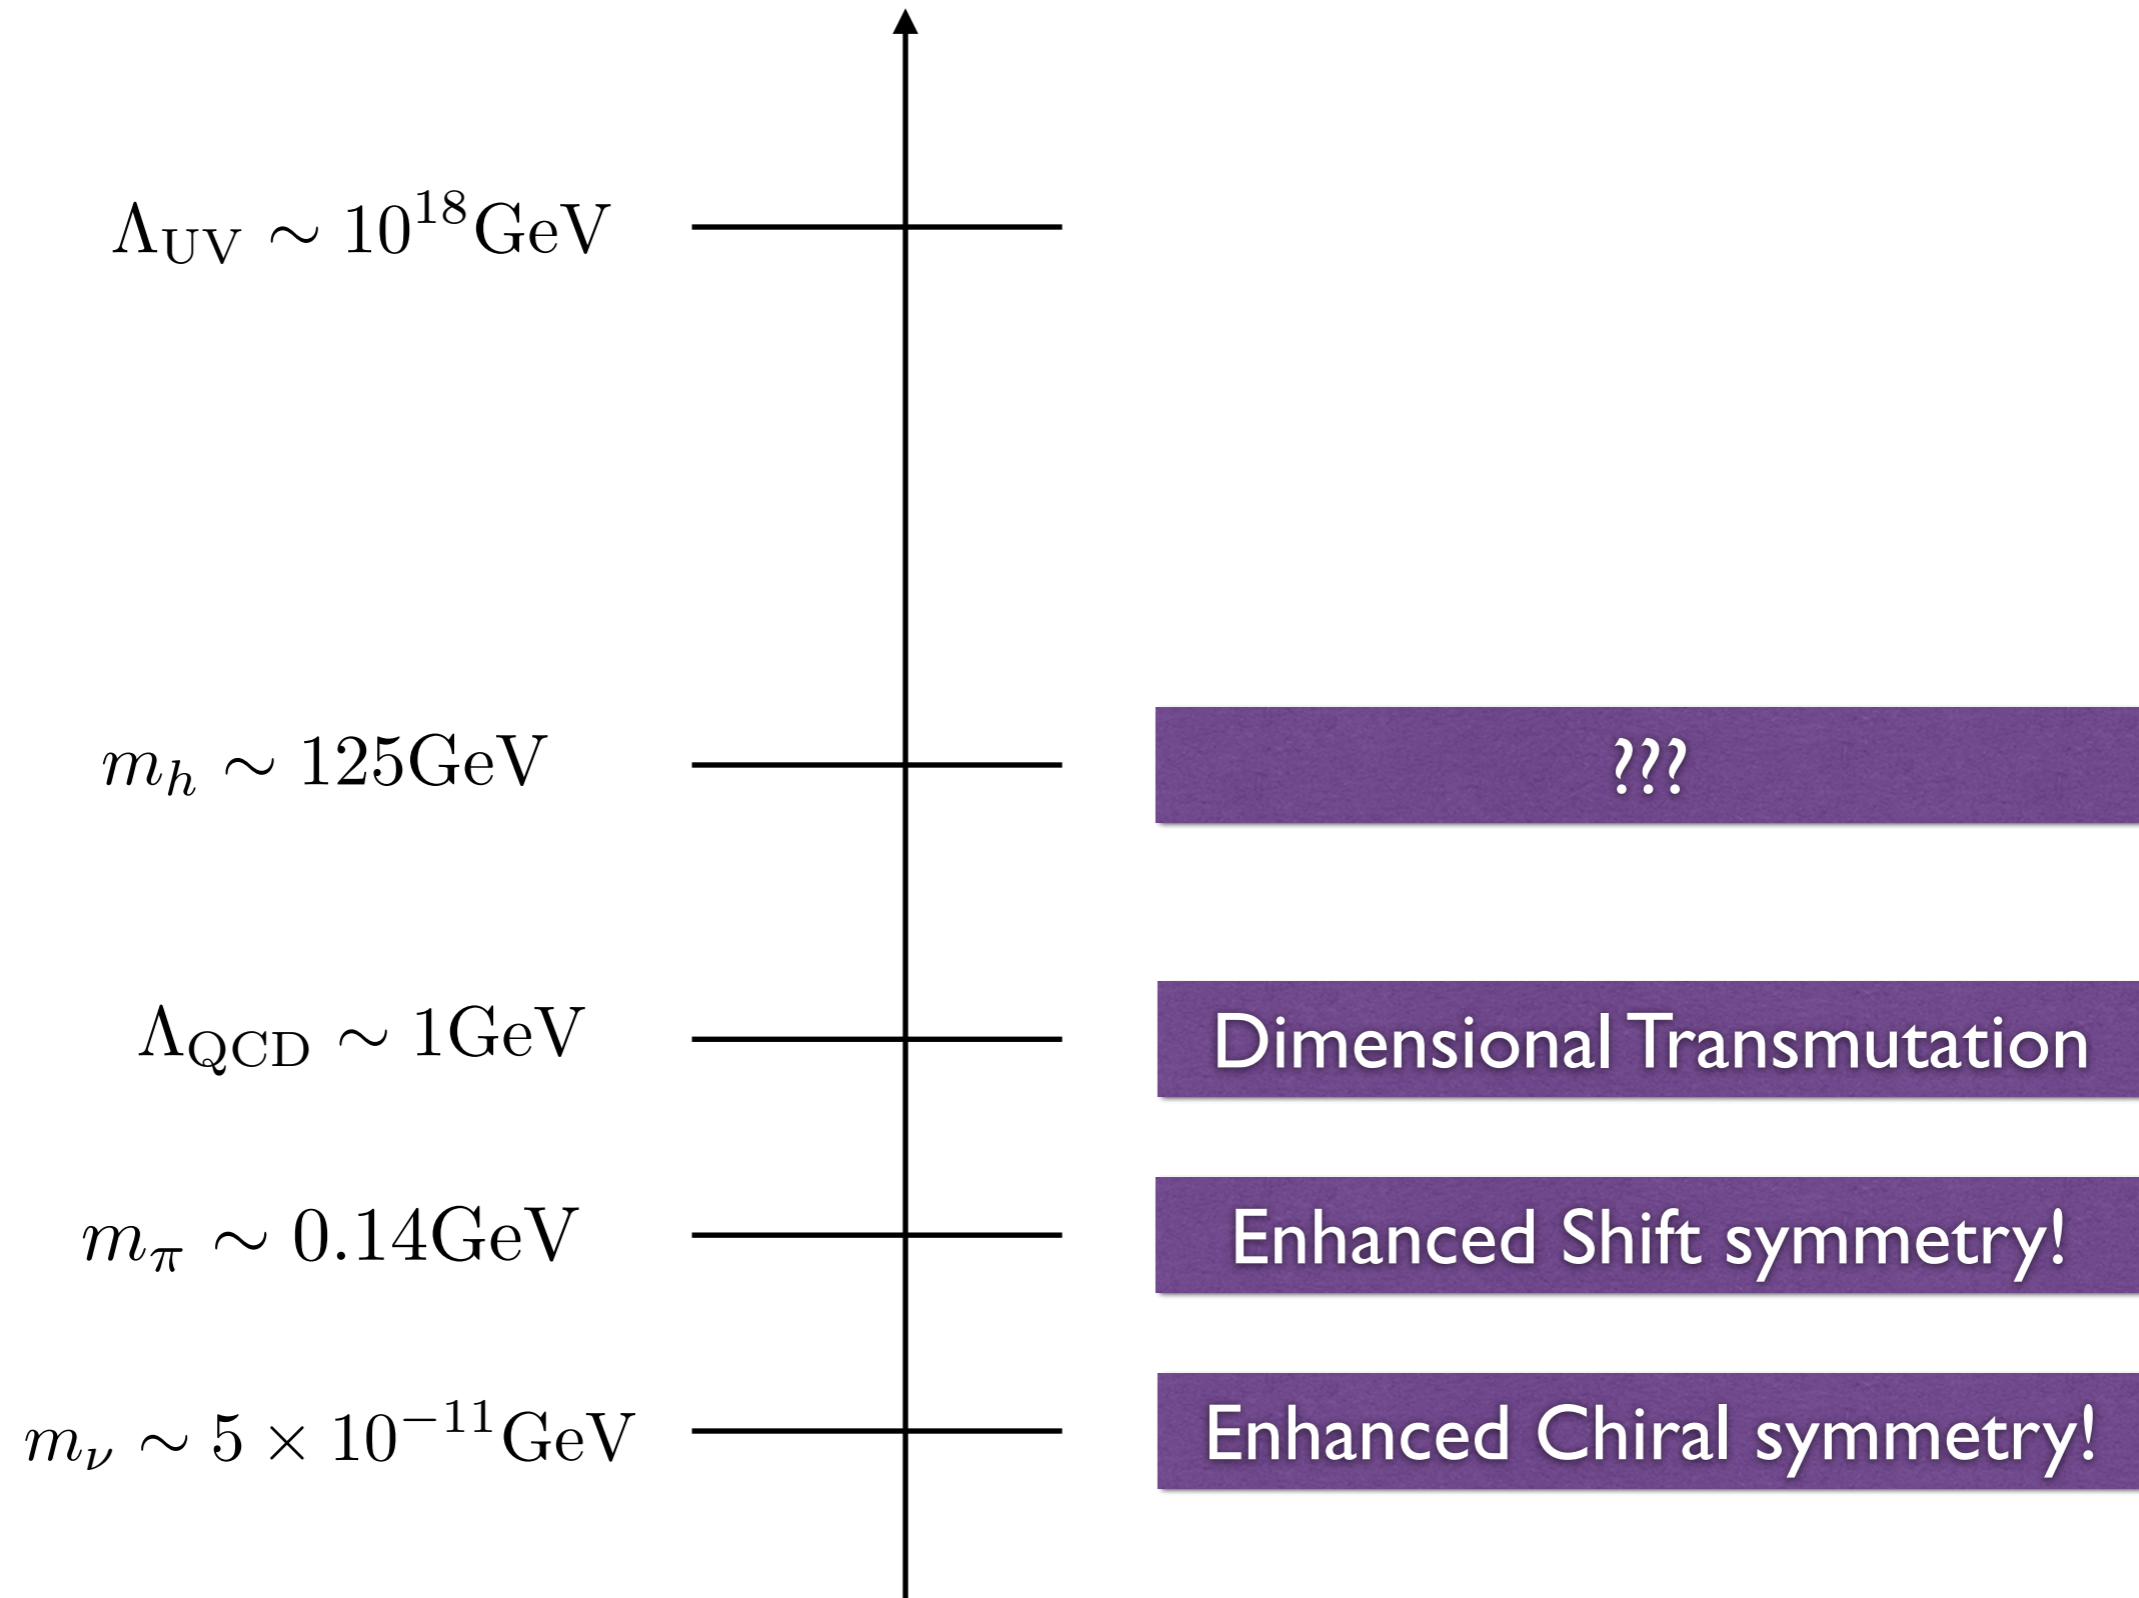 Λ_UV ∼ 10^18 GeV
m_h ∼ 125GeV
???
Λ_QCD ∼ 1GeV
Dimensional Transmutation
m_π ∼ 0.14GeV
Enhanced Shift symmetry!
m_ν ∼ 5 × 10^−11 GeV
Enhanced Chiral symmetry!